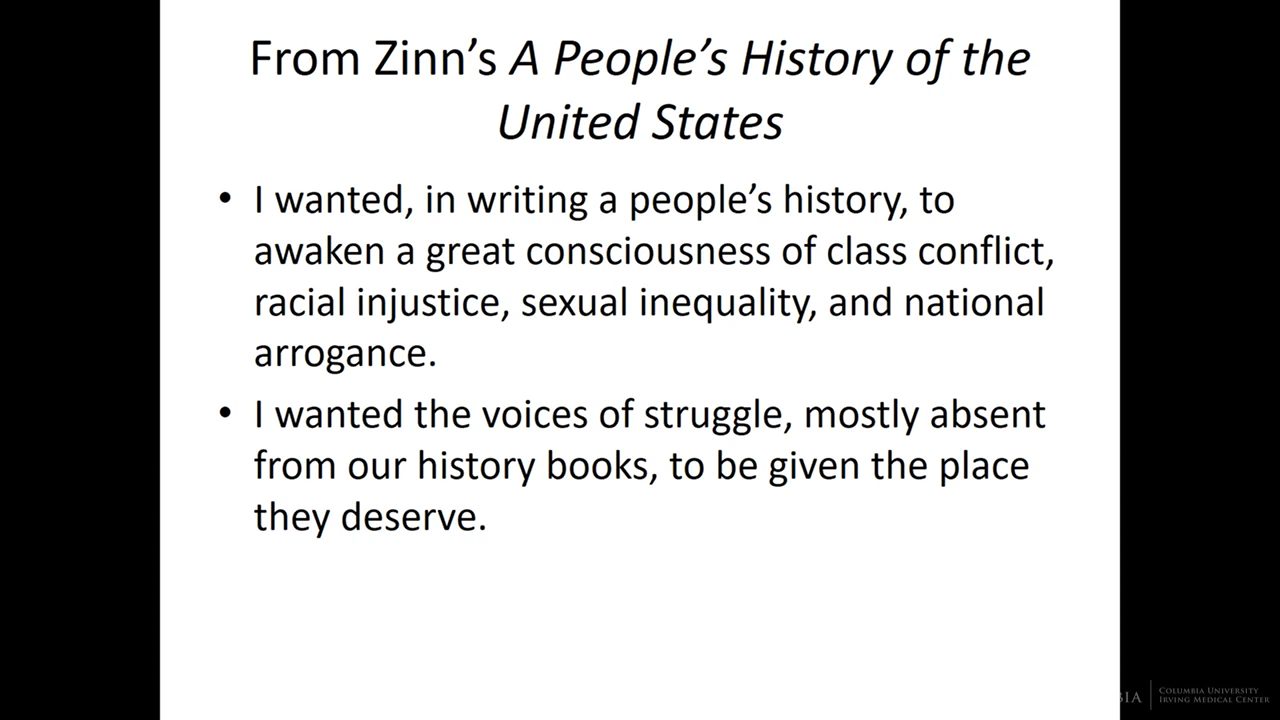 From Zinn’s A People’s History of the
United States
• I wanted, in writing a people’s history, to
awaken a great consciousness of class conflict,
racial injustice, sexual inequality, and national
arrogance.
• I wanted the voices of struggle, mostly absent
from our history books, to be given the place
they deserve.
BIA
Columbia University
Irving Medical Center